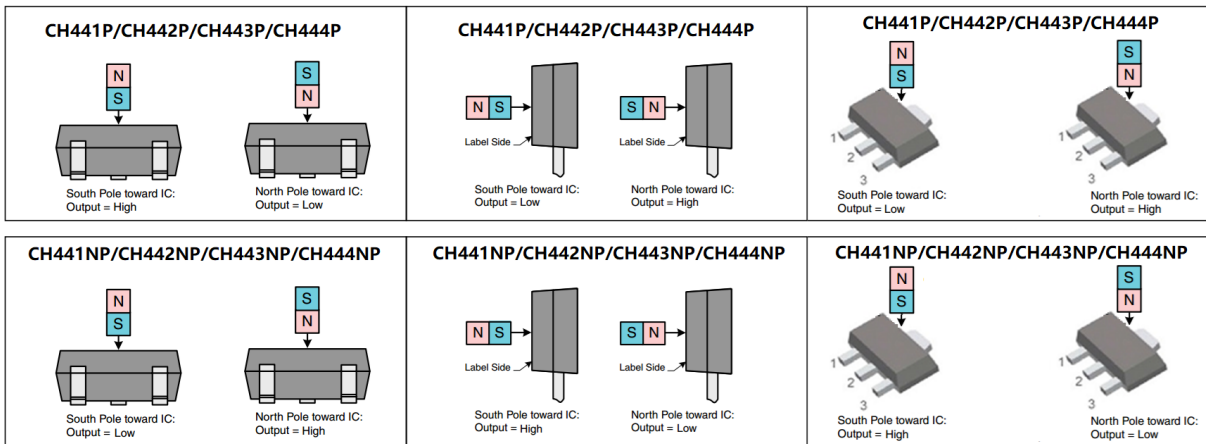 CH441P/CH442P/CH443P/CH444P
N
S
S
N
South Pole toward IC:
Output = High
North Pole toward IC:
Output = Low
CH441P/CH442P/CH443P/CH444P
N S
S N
Label Side
Label Side
South Pole toward IC:
Output = Low
North Pole toward IC:
Output = High
CH441P/CH442P/CH443P/CH444P
N
S
S
N
1
2
3
1
2
3
South Pole toward IC:
Output = Low
North Pole toward IC:
Output = High
CH441NP/CH442NP/CH443NP/CH444NP
N
S
S
N
South Pole toward IC:
Output = Low
North Pole toward IC:
Output = High
CH441NP/CH442NP/CH443NP/CH444NP
N S
S N
Label Side
Label Side
South Pole toward IC:
Output = High
North Pole toward IC:
Output = Low
CH441NP/CH442NP/CH443NP/CH444NP
N
S
S
N
1
2
3
1
2
3
South Pole toward IC:
Output = High
North Pole toward IC:
Output = Low